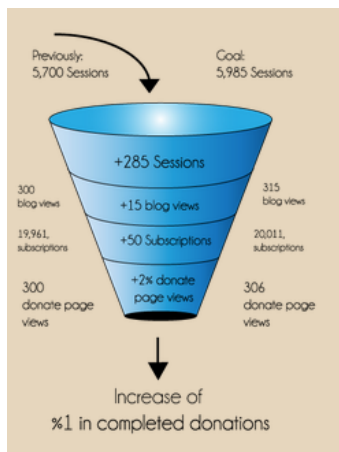 Previously:
5,700 Sessions
Goal:
5,985 Sessions
+285 Sessions
300
blog views
+15 blog views
315
blog views
19,961,
subscriptions
+50 Subscriptions
20,011,
subscriptions
300
donate page
views
+2% donate
page views
306
donate page
views
Increase of
%1 in completed donations